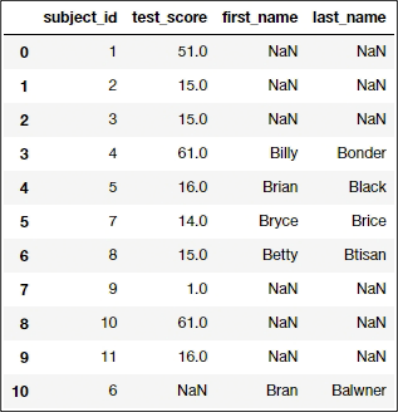 subject_id test_score first_name last_name
0 1 51.0 NaN NaN
1 2 15.0 NaN NaN
2 3 15.0 NaN NaN
3 4 61.0 Billy Bonder
4 5 16.0 Brian Black
5 7 14.0 Bryce Brice
6 8 15.0 Betty Btisan
7 9 1.0 NaN NaN
8 10 61.0 NaN NaN
9 11 16.0 NaN NaN
10 6 NaN Bran Balwner